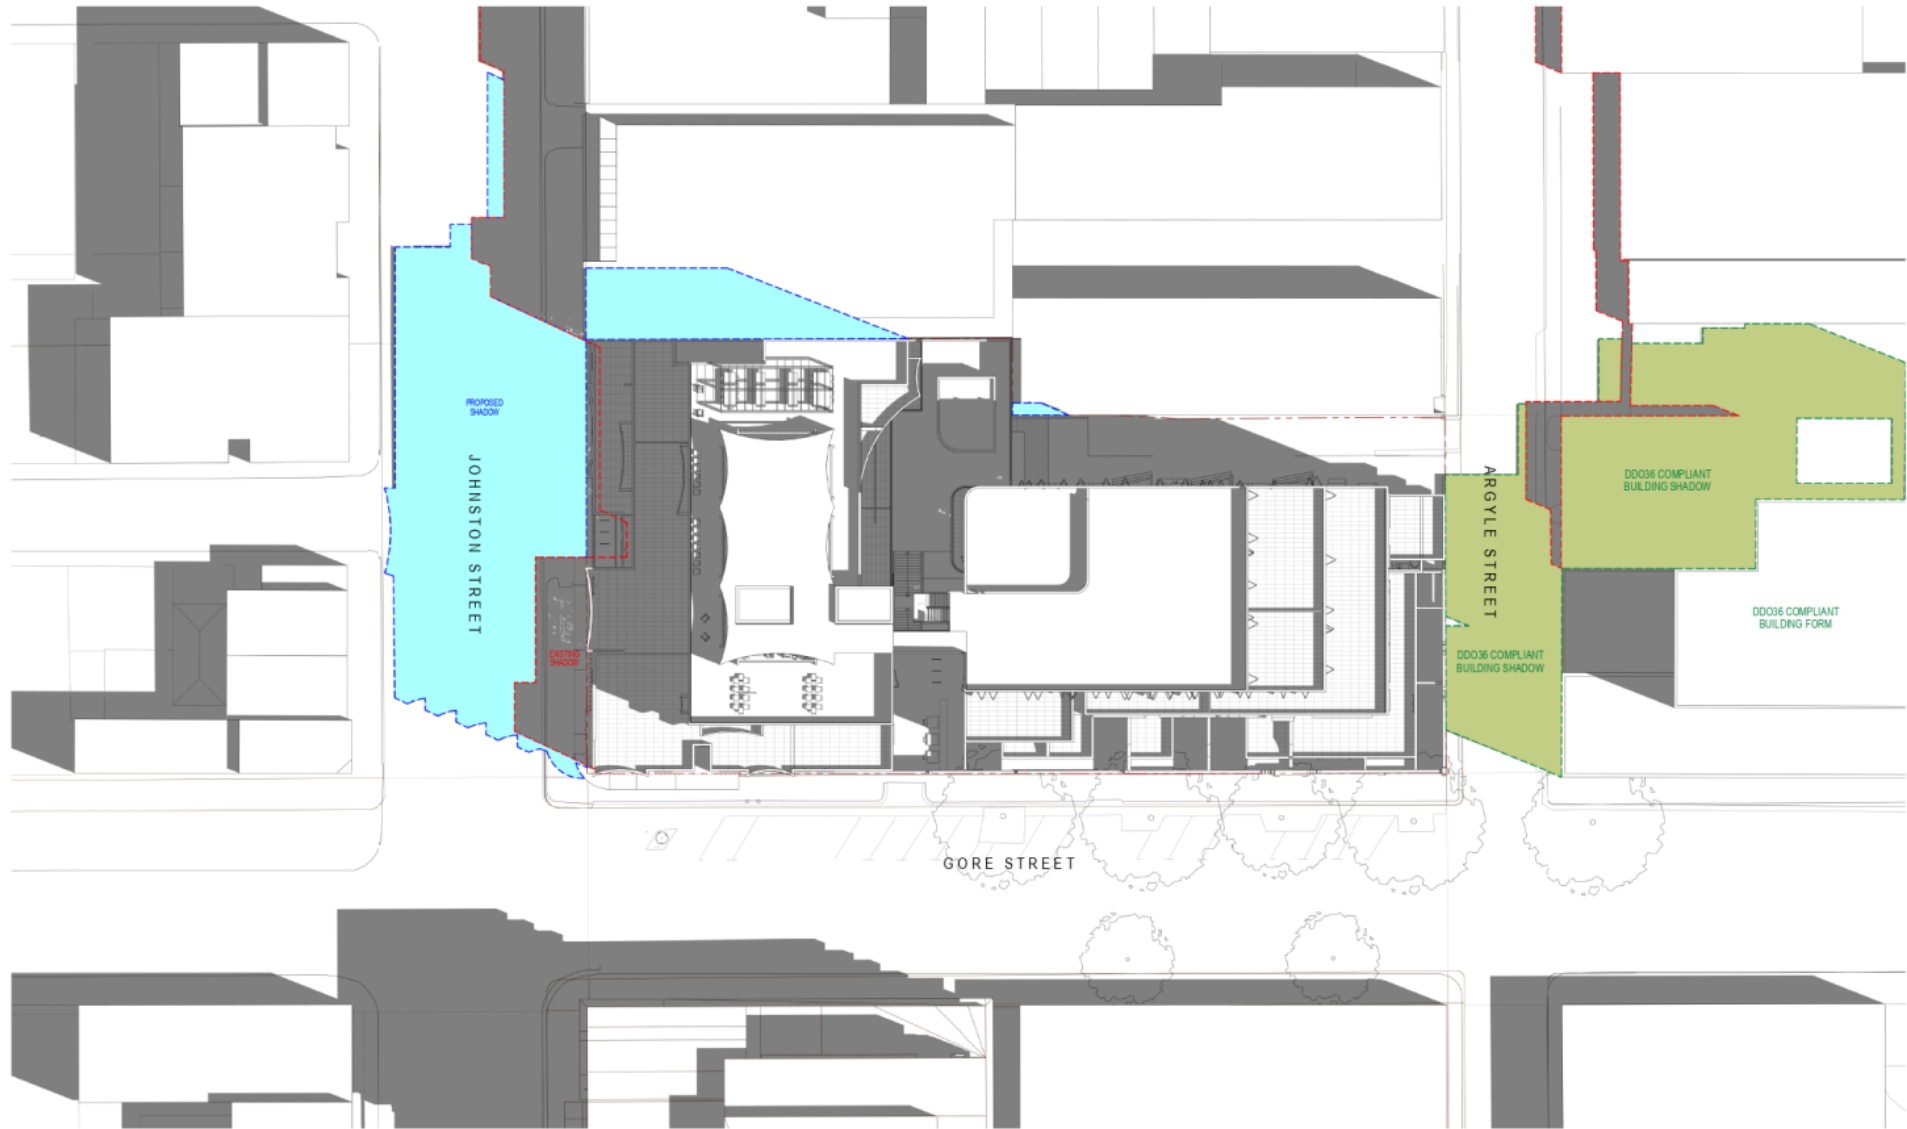 PROPOSED
SHADOW
JOHNSTON STREET
EXISTING
SHADOW
ARGYLE STREET
DDO36 COMPLIANT
BUILDING SHADOW
DDO36 COMPLIANT
BUILDING FORM
DDO36 COMPLIANT
BUILDING SHADOW
GORE STREET